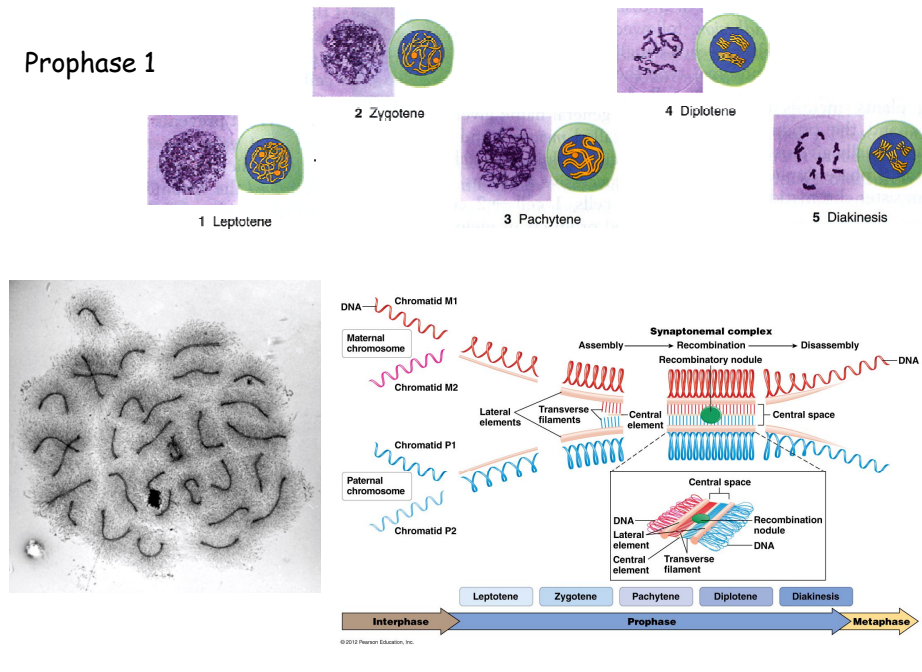 Prophase 1
2 Zygotene
4 Diplotene
1 Leptotene
3 Pachytene
5 Diakinesis
DNA
Chromatid M1
Maternal
chromosome
Chromatid M2
Synaptonemal complex
Assembly
Recombination
Disassembly
Recombinatory nodule
DNA
Lateral
elements
Transverse
filaments
Central
element
Central space
Chromatid P1
Paternal
chromosome
Chromatid P2
Central space
DNA
Lateral
element
Central
element
Transverse
filament
Recombination
nodule
DNA
Leptotene
Zygotene
Pachytene
Diplotene
Diakinesis
Interphase
Prophase
Metaphase
© 2012 Pearson Education, Inc.